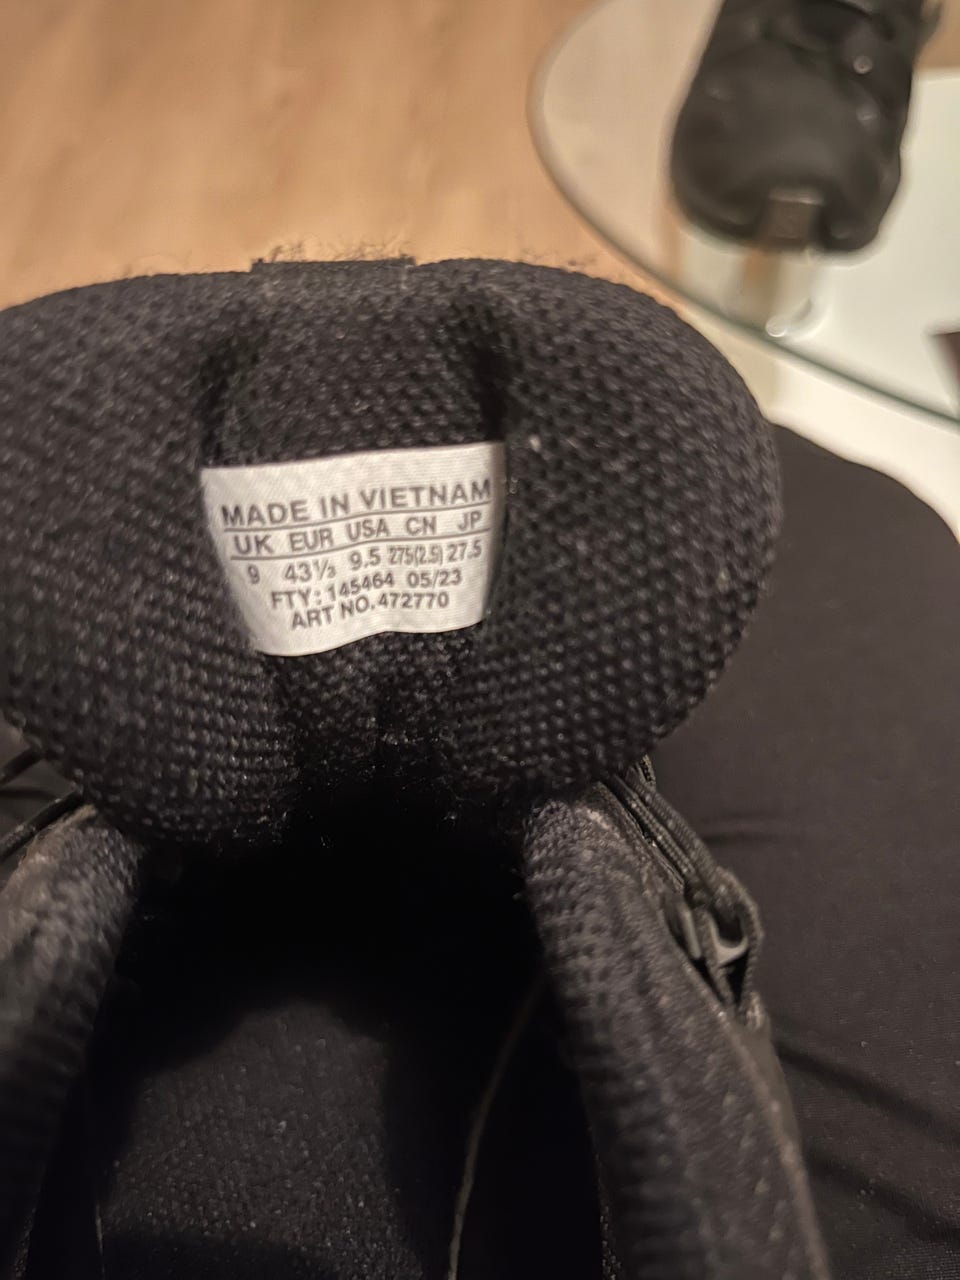 MADE IN VIETNAM
UK EUR USA CN JP
9 43⅓ 9.5 275(2.5) 27.5
FTY: 145464 05/23
ART NO. 472770